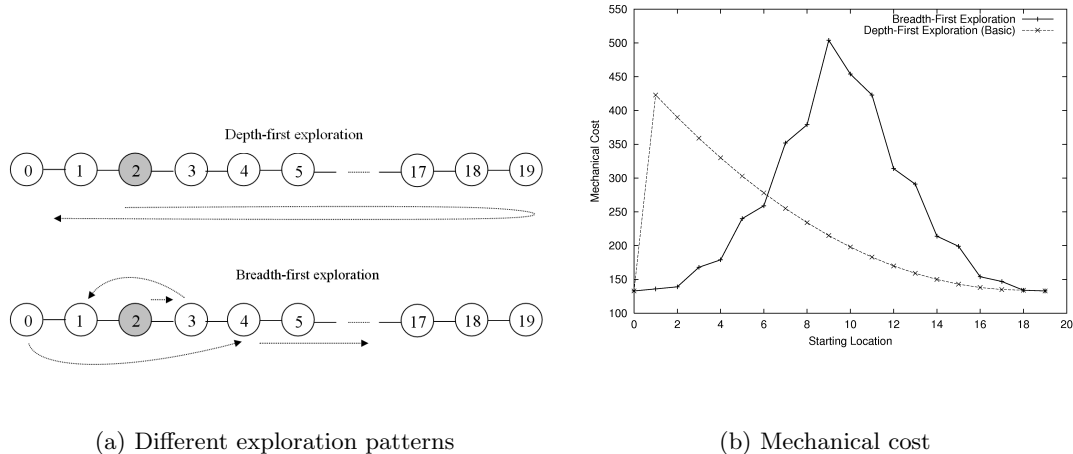 Depth-first exploration
0 1 2 3 4 5 17 18 19
Breadth-first exploration
0 1 2 3 4 5 17 18 19
(a) Different exploration patterns
550
500
450
400
350
300
250
200
150
100
Mechanical Cost
Breadth-First Exploration
Depth-First Exploration (Basic)
0 2 4 6 8 10 12 14 16 18 20
Starting Location
(b) Mechanical cost